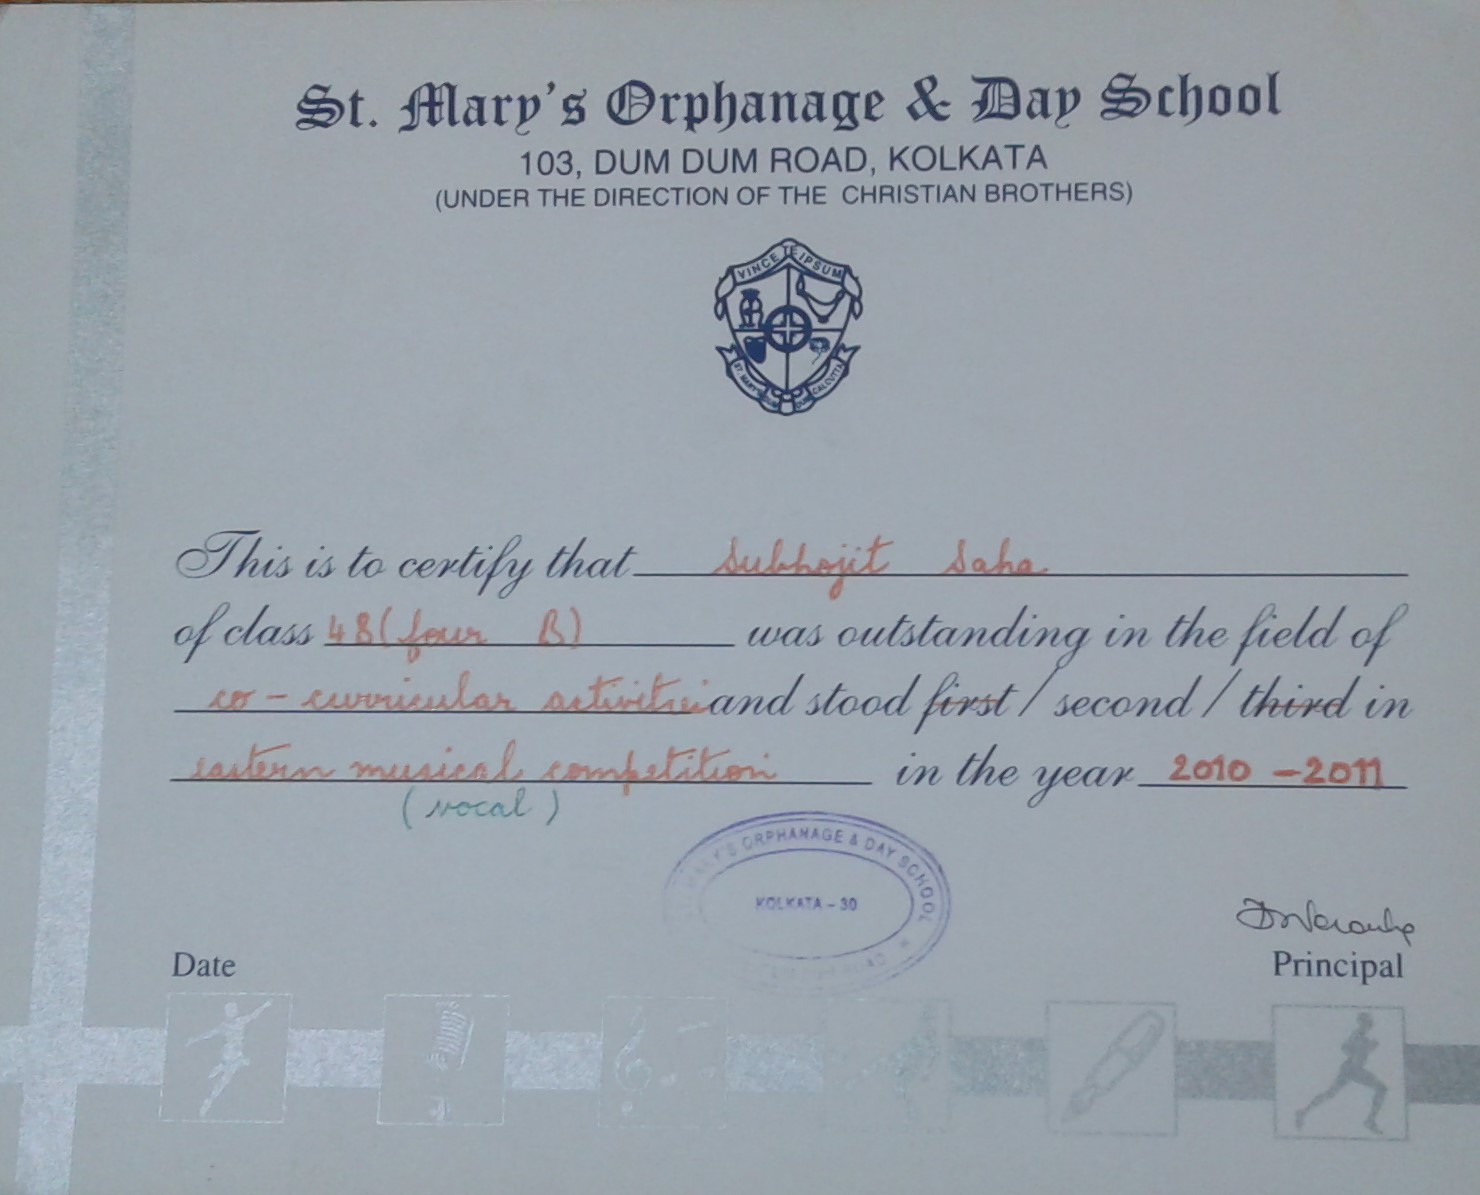 St. Mary's Orphanage & Day School
103, DUM DUM ROAD, KOLKATA
(UNDER THE DIRECTION OF THE CHRISTIAN BROTHERS)
VINCE TE IPSUM
ST. MARY'S DUM DUM CALCUTTA
This is to certify that Subhojit Saha
of class 4B (four B) was outstanding in the field of
co-curricular activities and stood first / second / third in
eastern musical competition in the year 2010 - 2011
(vocal)
MARY'S ORPHANAGE & DAY SCHOOL
KOLKATA - 30
Date
Principal